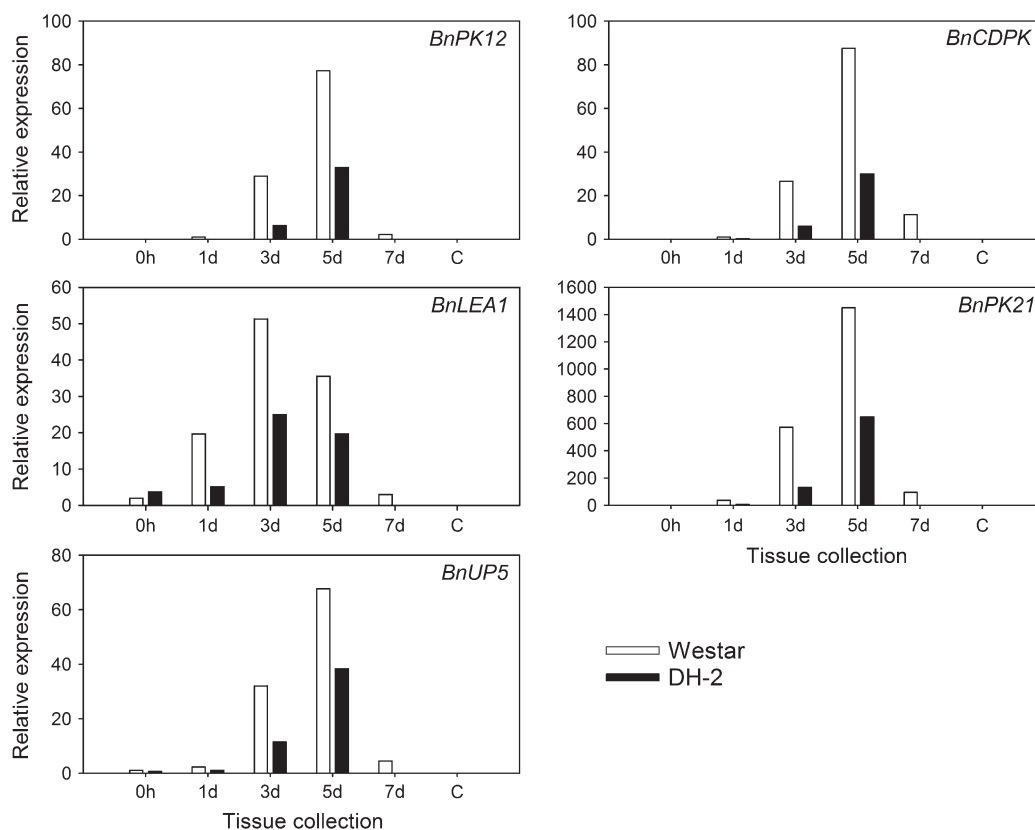 BnPK12
Relative expression
100
80
60
40
20
0
0h 1d 3d 5d 7d C
BnCDPK
100
80
60
40
20
0
0h 1d 3d 5d 7d C
BnLEA1
Relative expression
60
50
40
30
20
10
0
0h 1d 3d 5d 7d C
BnPK21
1600
1400
1200
1000
800
600
400
200
0
0h 1d 3d 5d 7d C
Tissue collection
BnUP5
Relative expression
80
60
40
20
0
0h 1d 3d 5d 7d C
Tissue collection
Westar
DH-2